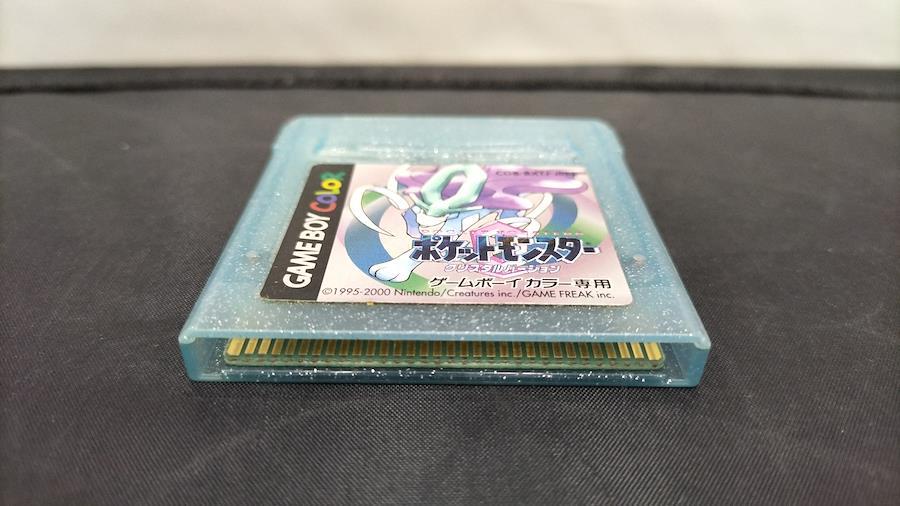 GAME BOY COLOR
ポケットモンスター
クリスタルバージョン
ゲームボーイ カラー専用
©1995-2000 Nintendo/Creatures inc./GAME FREAK inc.